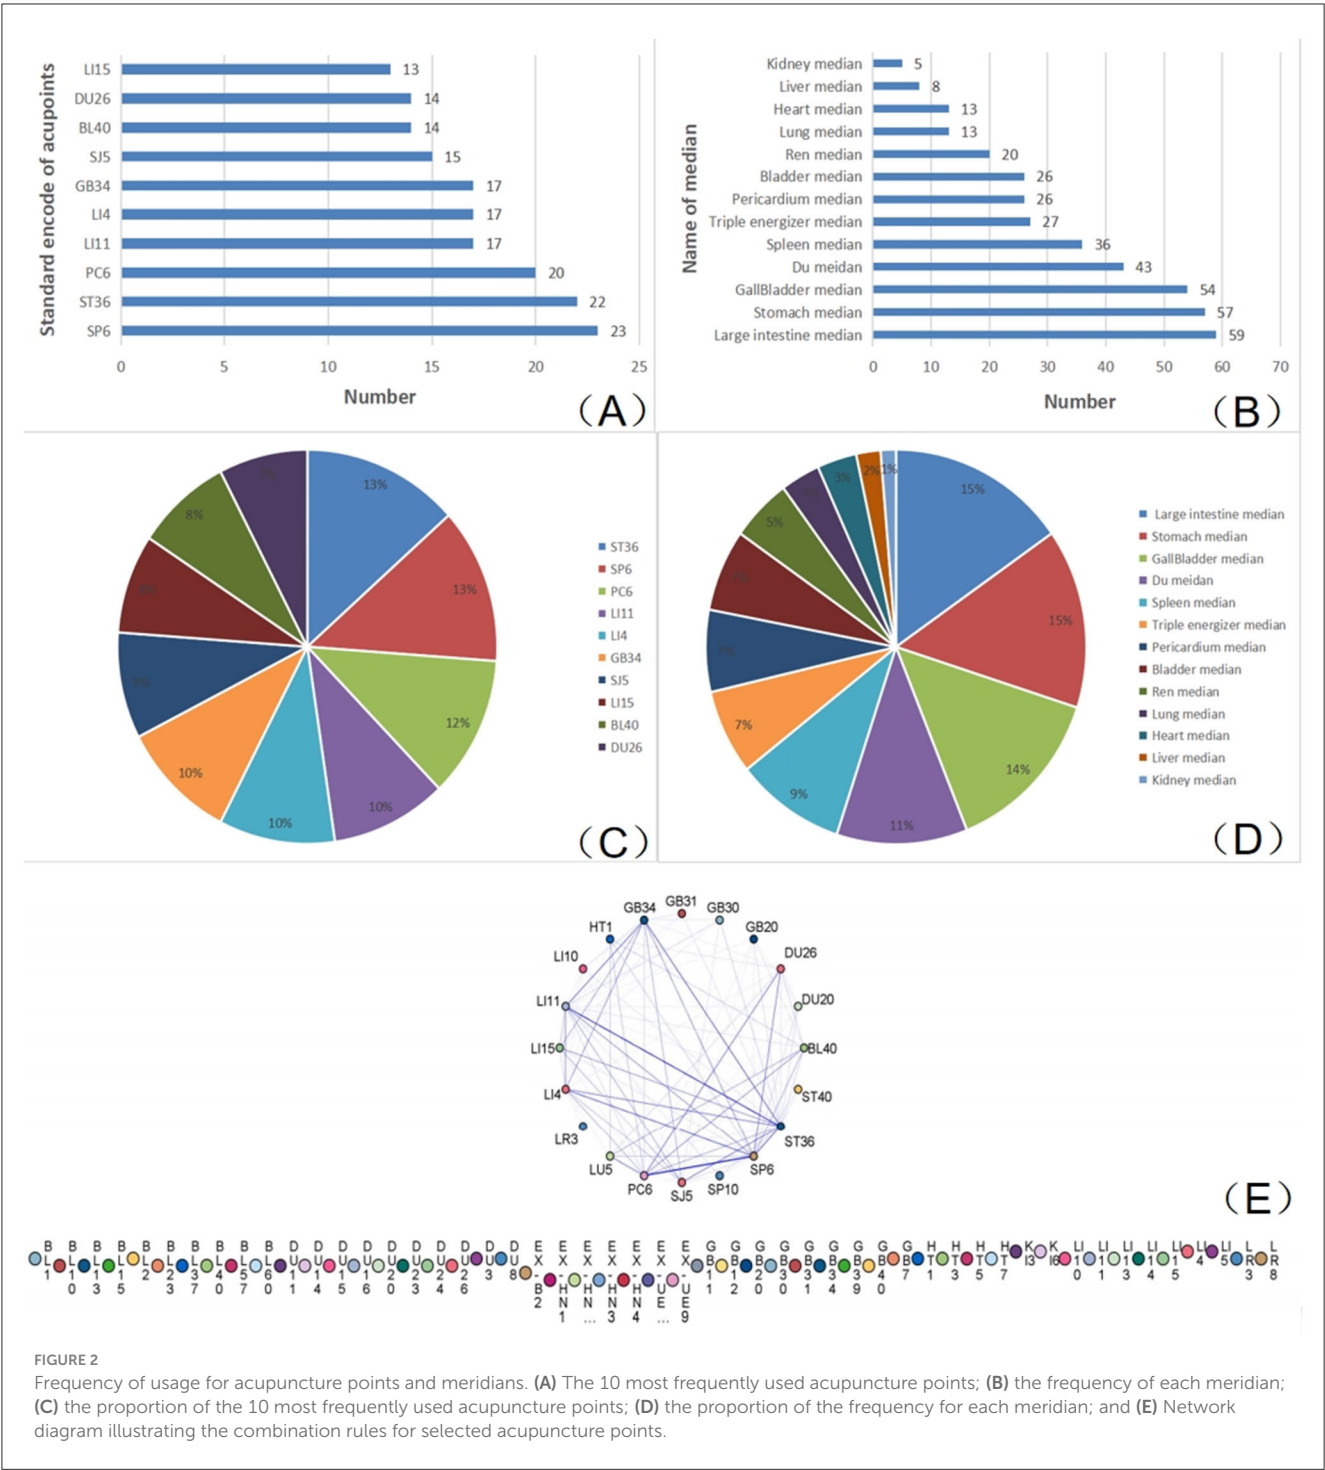 Standard encode of acupoints
LI15 13
DU26 14
BL40 14
SJ5 15
GB34 17
LI4 17
LI11 17
PC6 20
ST36 22
SP6 23
0 5 10 15 20 25
Number
(A)
Name of median
Kidney median 5
Liver median 8
Heart median 13
Lung median 13
Ren median 20
Bladder median 26
Pericardium median 26
Triple energizer median 27
Spleen median 36
Du meidan 43
GallBladder median 54
Stomach median 57
Large intestine median 59
0 10 20 30 40 50 60 70
Number
(B)
13%
13%
12%
10%
10%
10%
8%
ST36
SP6
PC6
LI11
LI4
GB34
SJ5
LI15
BL40
DU26
(C)
15%
15%
14%
11%
9%
7%
5%
3%
2%
1%
Large intestine median
Stomach median
GallBladder median
Du meidan
Spleen median
Triple energizer median
Pericardium median
Bladder median
Ren median
Lung median
Heart median
Liver median
Kidney median
(D)
GB31
GB34
GB30
HT1
GB20
LI10
DU26
LI11
DU20
LI15
BL40
LI4
ST40
LR3
ST36
LU5
SP6
PC6
SJ5
SP10
(E)
FIGURE 2
Frequency of usage for acupuncture points and meridians. (A) The 10 most frequently used acupuncture points; (B) the frequency of each meridian;
(C) the proportion of the 10 most frequently used acupuncture points; (D) the proportion of the frequency for each meridian; and (E) Network
diagram illustrating the combination rules for selected acupuncture points.